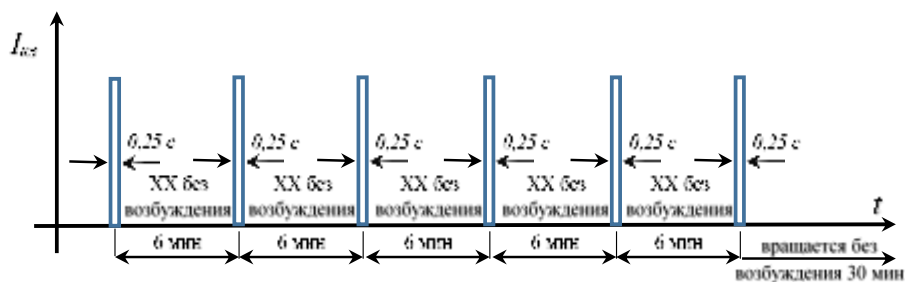 0,25 с 0,25 с 0,25 с 0,25 с 0,25 с 0,25 с
ХХ без ХХ без ХХ без ХХ без ХХ без
возбуждения возбуждения возбуждения возбуждения возбуждения
t
6 мин 6 мин 6 мин 6 мин 6 мин
вращается без
возбуждения 30 мин